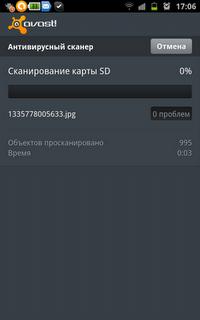 17:06
avast!
Антивирусный сканер
Отмена
Сканирование карты SD 0%
1335778005633.jpg 0 проблем
Объектов просканировано 995
Время 0:03